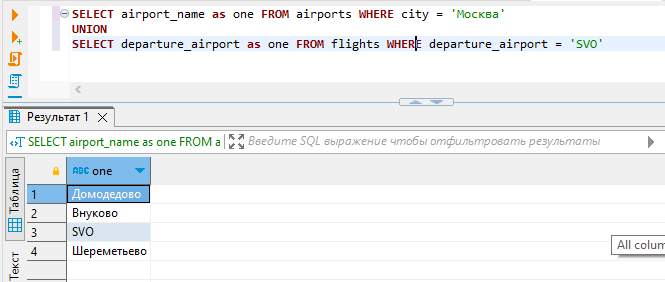 SELECT airport_name as one FROM airports WHERE city = 'Москва'
UNION
SELECT departure_airport as one FROM flights WHERE departure_airport = 'SVO'
Результат 1
SELECT airport_name as one FROM a
Введите SQL выражение чтобы отфильтровать результаты
Таблица
Текст
ABC one
1 Домодедово
2 Внуково
3 SVO
4 Шереметьево
All colum